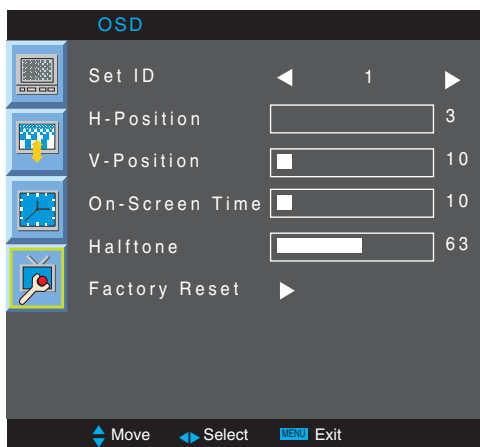 OSD
Set ID 1
H-Position 3
V-Position 10
On-Screen Time 10
Halftone 63
Factory Reset
Move Select MENU Exit